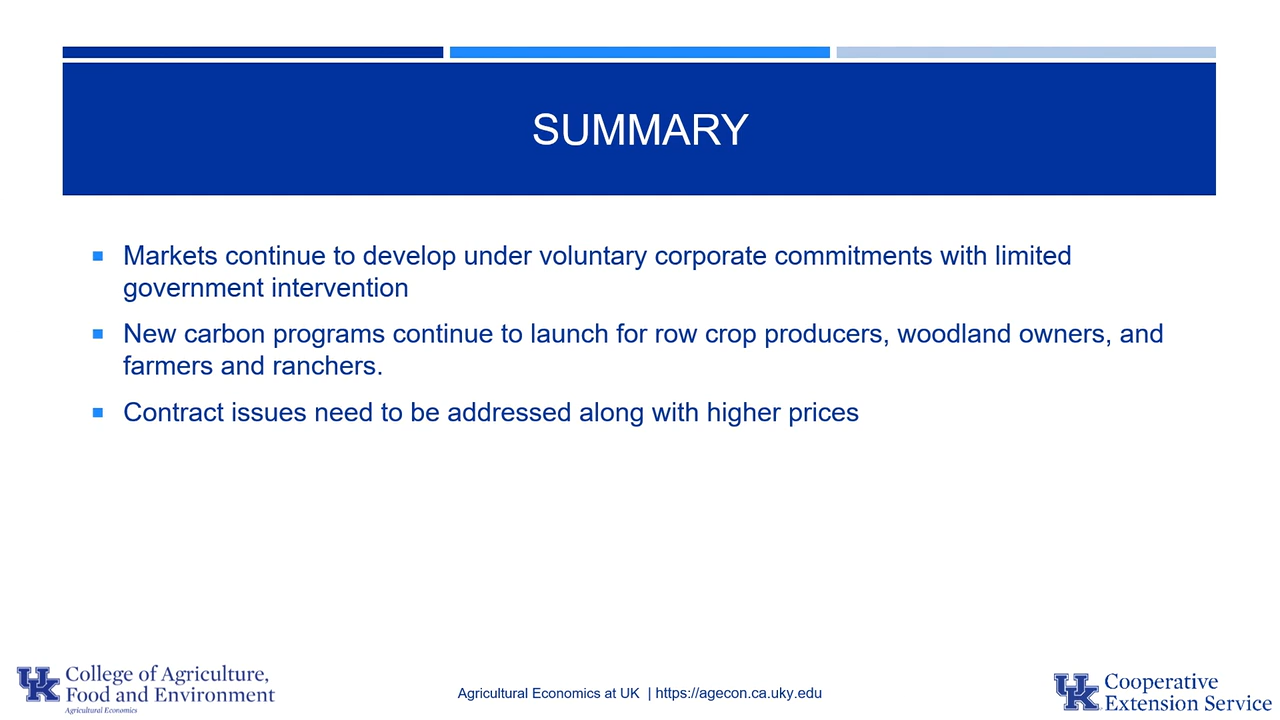 SUMMARY
Markets continue to develop under voluntary corporate commitments with limited
government intervention
New carbon programs continue to launch for row crop producers, woodland owners, and
farmers and ranchers.
Contract issues need to be addressed along with higher prices
UK College of Agriculture,
Food and Environment
Agricultural Economics
Agricultural Economics at UK | https://agecon.ca.uky.edu
UK Cooperative
Extension Service